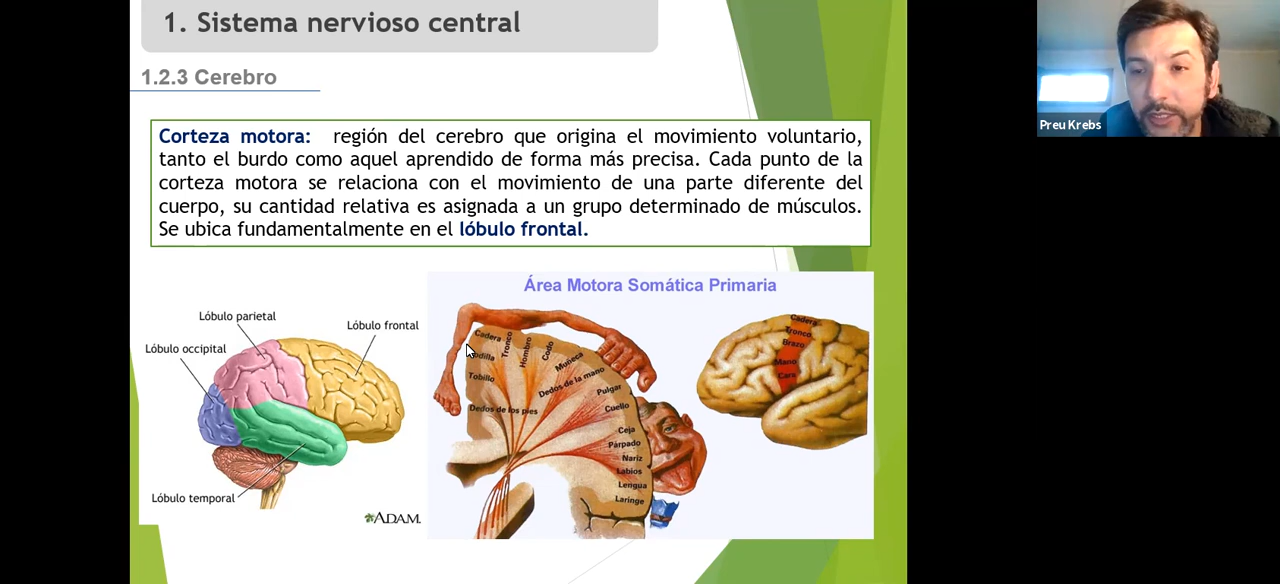 1. Sistema nervioso central
1.2.3 Cerebro
Corteza motora: región del cerebro que origina el movimiento voluntario,
tanto el burdo como aquel aprendido de forma más precisa. Cada punto de la
corteza motora se relaciona con el movimiento de una parte diferente del
cuerpo, su cantidad relativa es asignada a un grupo determinado de músculos.
Se ubica fundamentalmente en el lóbulo frontal.
Lóbulo parietal
Lóbulo frontal
Lóbulo occipital
Lóbulo temporal
ADAM.
Área Motora Somática Primaria
Cadera
Tronco
Hombro
Codo
Muñeca
Tobillo
Dedos de la mano
Pulgar
Dedos de los pies
Cuello
Ceja
Párpado
Nariz
Labios
Lengua
Laringe
Cadera
Tronco
Brazo
Mano
Cara
Preu Krebs